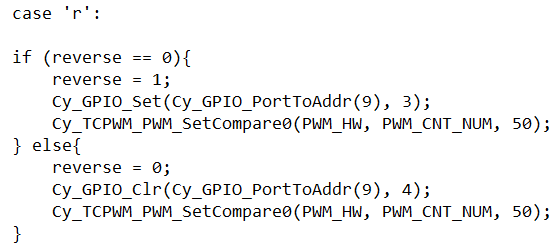 case 'r':

if (reverse == 0){
    reverse = 1;
    Cy_GPIO_Set(Cy_GPIO_PortToAddr(9), 3);
    Cy_TCPWM_PWM_SetCompare0(PWM_HW, PWM_CNT_NUM, 50);
} else{
    reverse = 0;
    Cy_GPIO_Clr(Cy_GPIO_PortToAddr(9), 4);
    Cy_TCPWM_PWM_SetCompare0(PWM_HW, PWM_CNT_NUM, 50);
}